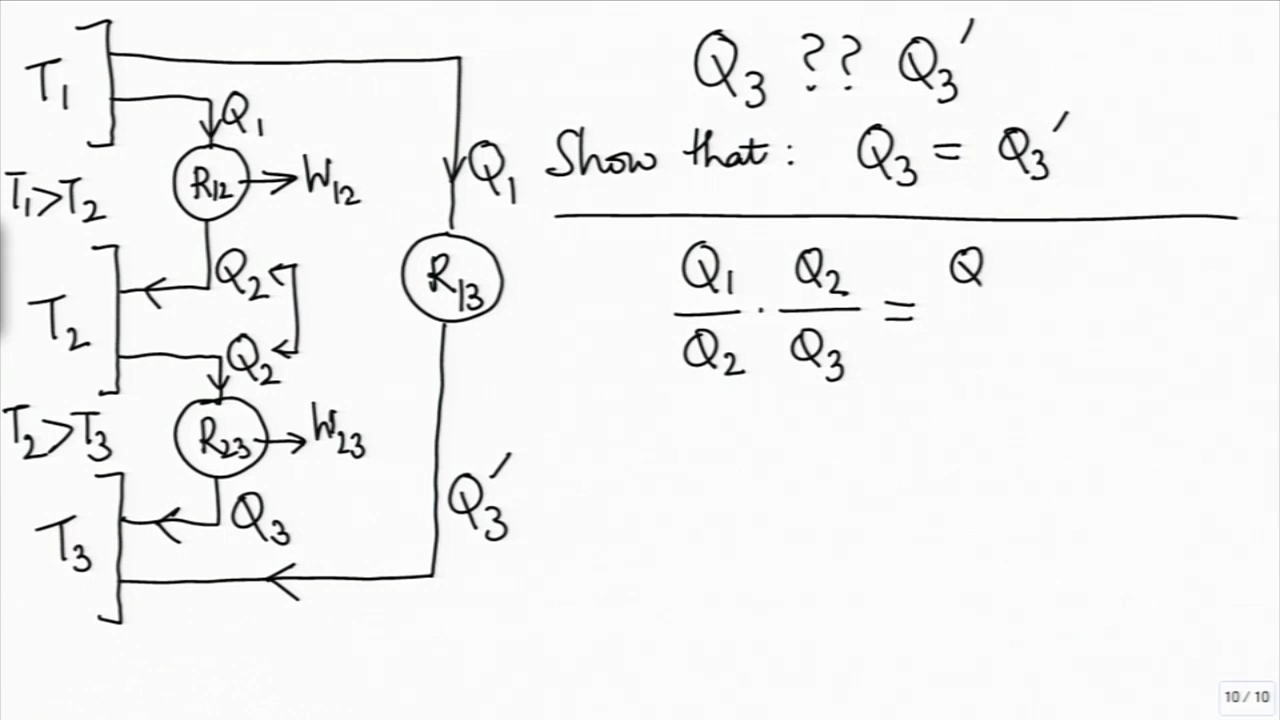 Q₃ ?? Q₃′
Show that: Q₃ = Q₃′
Q₁/Q₂ · Q₂/Q₃ = Q
T₁
Q₁
R₁₂ → W₁₂
T₁>T₂
Q₂
T₂
Q₂
R₂₃ → W₂₃
T₂>T₃
Q₃
T₃
Q₁
R₁₃
Q₃′
10 / 10